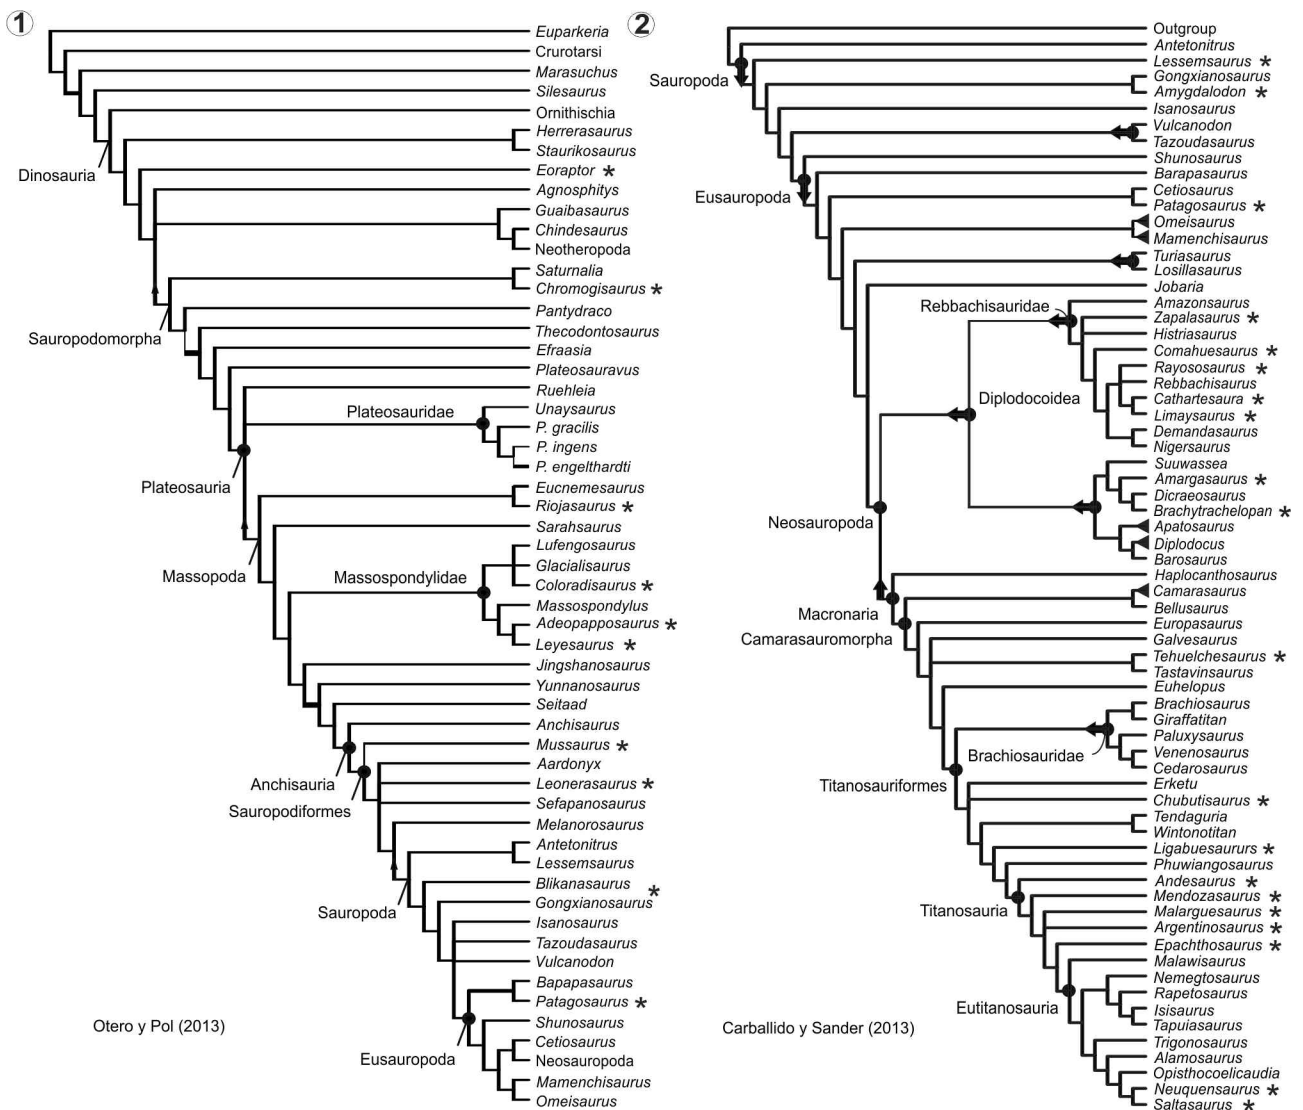 1
Euparkeria
Crurotarsi
Marasuchus
Silesaurus
Ornithischia
Herrerasaurus
Staurikosaurus
Dinosauria
Eoraptor *
Agnosphitys
Guaibasaurus
Chindesaurus
Neotheropoda
Saturnalia
Chromogisaurus *
Pantydraco
Sauropodomorpha
Thecodontosaurus
Efraasia
Plateosauravus
Ruehleia
Plateosauridae
Unaysaurus
P. gracilis
P. ingens
P. engelthardti
Plateosauria
Eucnemesaurus
Riojasaurus *
Sarahsaurus
Lufengosaurus
Glacialisaurus
Massopoda
Massospondylidae
Coloradisaurus *
Massospondylus
Adeopapposaurus *
Leyesaurus *
Jingshanosaurus
Yunnanosaurus
Seitaad
Anchisaurus
Mussaurus *
Aardonyx
Anchisauria
Leonerasaurus *
Sauropodiformes
Sefapanosaurus
Melanorosaurus
Antetonitrus
Lessemsaurus
Blikanasaurus *
Gongxianosaurus
Sauropoda
Isanosaurus
Tazoudasaurus
Vulcanodon
Bapapasaurus
Patagosaurus *
Shunosaurus
Cetiosaurus
Eusauropoda
Neosauropoda
Mamenchisaurus
Omeisaurus
Otero y Pol (2013)
2
Outgroup
Antetonitrus
Lessemsaurus *
Sauropoda
Gongxianosaurus
Amygdalodon *
Isanosaurus
Vulcanodon
Tazoudasaurus
Shunosaurus
Barapasaurus
Eusauropoda
Cetiosaurus
Patagosaurus *
Omeisaurus
Mamenchisaurus
Turiasaurus
Losillasaurus
Jobaria
Rebbachisauridae
Amazonsaurus
Zapalasaurus *
Histriasaurus
Comahuesaurus *
Rayososaurus *
Rebbachisaurus
Diplodocoidea
Cathartesaura *
Limaysaurus *
Demandasaurus
Nigersaurus
Suuwassea
Amargasaurus *
Dicraeosaurus
Brachytrachelopan *
Neosauropoda
Apatosaurus
Diplodocus
Barosaurus
Haplocanthosaurus
Camarasaurus
Bellusaurus
Macronaria
Europasaurus
Camarasauromorpha
Galvesaurus
Tehuelchesaurus *
Tastavinsaurus
Euhelopus
Brachiosaurus
Giraffatitan
Paluxysaurus
Brachiosauridae
Venenosaurus
Cedarosaurus
Titanosauriformes
Erketu
Chubutisaurus *
Tendaguria
Wintonotitan
Ligabuesaururs *
Phuwiangosaurus
Andesaurus *
Mendozasaurus *
Titanosauria
Malarguesaurus *
Argentinosaurus *
Epachthosaurus *
Malawisaurus
Nemegtosaurus
Rapetosaurus
Eutitanosauria
Isisaurus
Tapuiasaurus
Trigonosaurus
Alamosaurus
Opisthocoelicaudia
Neuquensaurus *
Saltasaurus *
Carballido y Sander (2013)